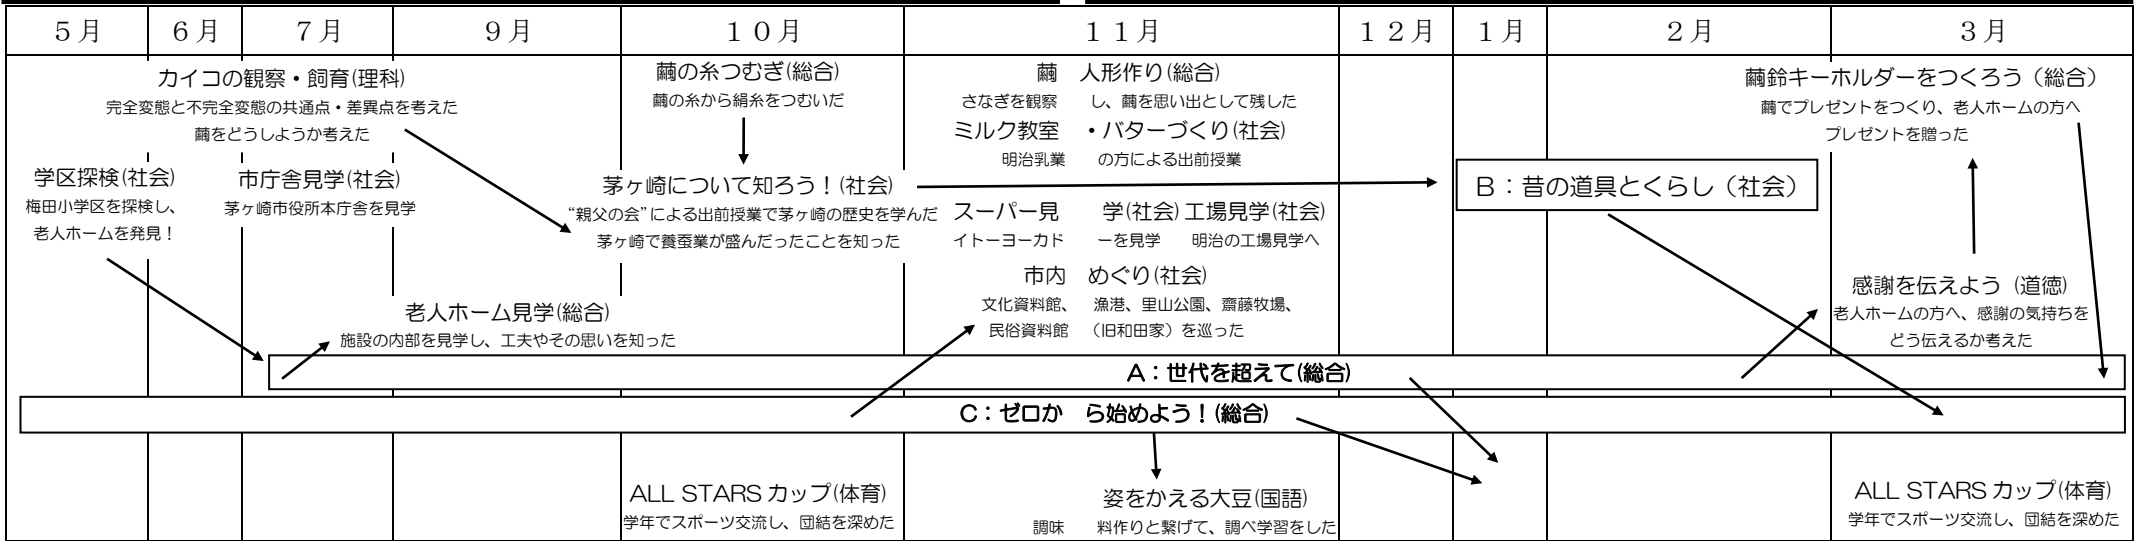 5月 6月 7月 9月 10月 11月 12月 1月 2月 3月
カイコの観察・飼育(理科)
完全変態と不完全変態の共通点・差異点を考えた
繭をどうしようか考えた
学区探検(社会)
梅田小学区を探検し、
老人ホームを発見！
市庁舎見学(社会)
茅ヶ崎市役所本庁舎を見学
老人ホーム見学(総合)
施設の内部を見学し、工夫やその思いを知った
繭の糸つむぎ(総合)
繭の糸から絹糸をつむいだ
茅ヶ崎について知ろう！(社会)
“親父の会”による出前授業で茅ヶ崎の歴史を学んだ
茅ヶ崎で養蚕業が盛んだったことを知った
繭 人形作り(総合)
さなぎを観察 し、繭を思い出として残した
ミルク教室 ・バターづくり(社会)
明治乳業 の方による出前授業
スーパー見 学(社会) 工場見学(社会)
イトーヨーカド ーを見学 明治の工場見学へ
市内 めぐり(社会)
文化資料館、 漁港、里山公園、齋藤牧場、
民俗資料館 （旧和田家）を巡った
B：昔の道具とくらし（社会）
繭鈴キーホルダーをつくろう（総合）
繭でプレゼントをつくり、老人ホームの方へ
プレゼントを贈った
感謝を伝えよう（道徳）
老人ホームの方へ、感謝の気持ちを
どう伝えるか考えた
A：世代を超えて(総合)
C：ゼロか ら始めよう！(総合)
ALL STARS カップ(体育)
学年でスポーツ交流し、団結を深めた
姿をかえる大豆(国語)
調味 料作りと繋げて、調べ学習をした
ALL STARS カップ(体育)
学年でスポーツ交流し、団結を深めた